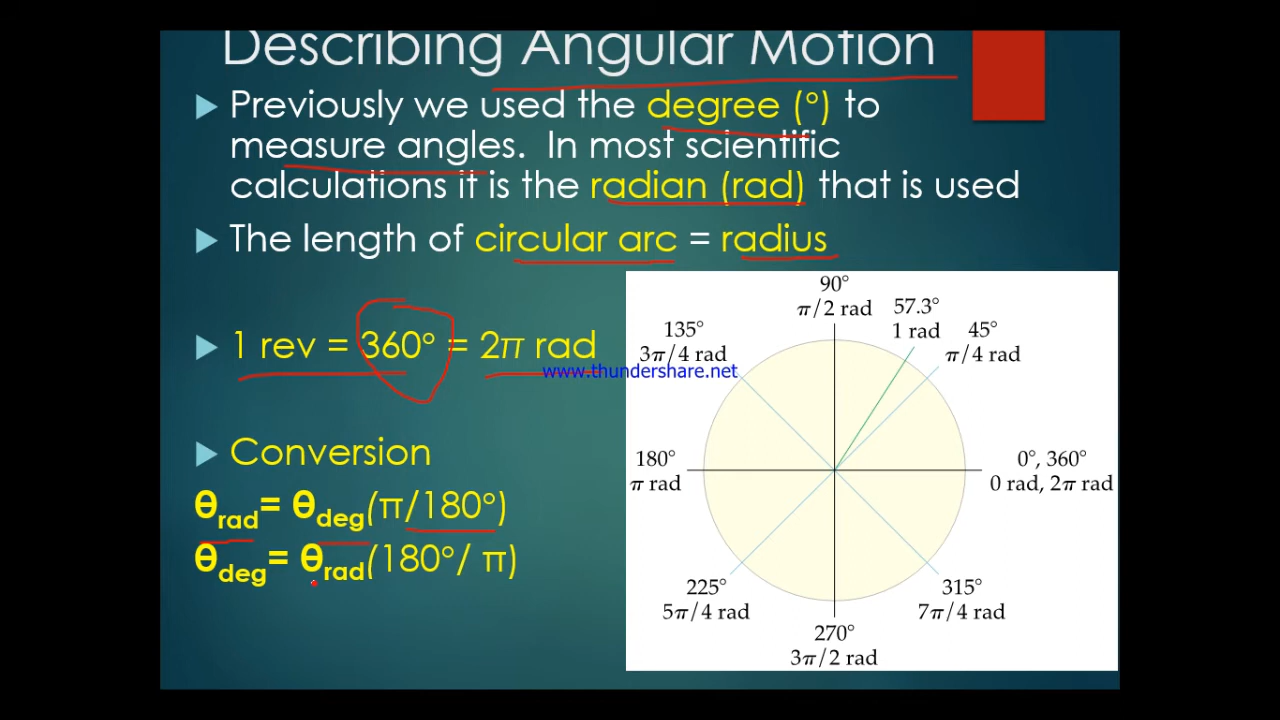 Describing Angular Motion
Previously we used the degree (°) to
measure angles. In most scientific
calculations it is the radian (rad) that is used
The length of circular arc = radius
1 rev = 360° = 2π rad
www.thundershare.net
Conversion
θrad= θdeg(π/180°)
θdeg= θrad(180°/ π)
90°
π/2 rad
57.3°
1 rad
45°
π/4 rad
135°
3π/4 rad
180°
π rad
0°, 360°
0 rad, 2π rad
225°
5π/4 rad
315°
7π/4 rad
270°
3π/2 rad